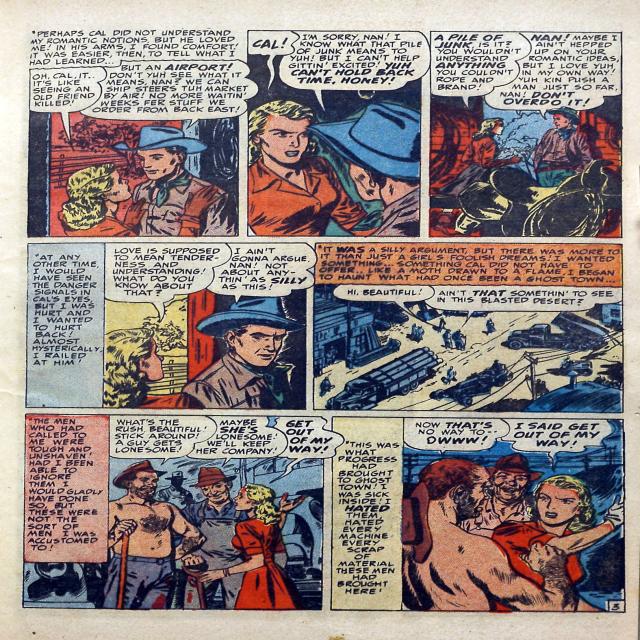 "PERHAPS CAL DID NOT UNDERSTAND
MY ROMANTIC NOTIONS, BUT HE LOVED
ME! IN HIS ARMS, I FOUND COMFORT!
IT WAS EASIER, THEN, TO TELL WHAT I
HAD LEARNED...
OH, CAL, IT..
IT'S LIKE
SEEING AN
OLD FRIEND
KILLED!
BUT AN AIRPORT!
DON'T YUH SEE WHAT IT
MEANS, NAN? WE CAN
SHIP STEERS TUH MARKET
BY AIR! NO MORE WAITIN'
WEEKS FER STUFF WE
ORDER FROM BACK EAST!
CAL!
I'M SORRY, NAN! I
KNOW WHAT THAT PILE
OF JUNK MEANS TO
YUH! BUT I CAN'T HELP
GITTIN' EXCITED! YUH
CAN'T HOLD BACK
TIME, HONEY!
A PILE OF
JUNK, IS IT?
YOU WOULDN'T
UNDERSTAND
ANYTHING
YOU COULDN'T
ROPE AND
BRAND!
NAN! MAYBE I
AIN'T HEPPED
UP ON YOUR
ROMANTIC IDEAS,
BUT I LOVE YUH
IN MY OWN WAY!
YUH KIN PUSH A
MAN JUST SO FAR,
NAN! DON'T
OVERDO IT!
"AT ANY
OTHER TIME,
I WOULD
HAVE SEEN
THE DANGER
SIGNALS IN
CAL'S EYES,
BUT I WAS
HURT AND
I WANTED
TO HURT
BACK!
ALMOST
HYSTERICALLY,
I RAILED
AT HIM!
LOVE IS SUPPOSED
TO MEAN TENDER-
NESS AND
UNDERSTANDING!
WHAT DO YOU
KNOW ABOUT
THAT?
I AIN'T
GONNA ARGUE,
NAN! NOT
ABOUT ANY-
THIN' AS SILLY
AS THIS!
"IT WAS A SILLY ARGUMENT, BUT THERE WAS MORE TO
IT THAN JUST A GIRL'S FOOLISH DREAMS! I WANTED
SOMETHING... SOMETHING CAL DID NOT HAVE TO
OFFER... LIKE A MOTH DRAWN TO A FLAME, I BEGAN
TO HAUNT WHAT HAD ONCE BEEN A GHOST TOWN...
HI, BEAUTIFUL!
AIN'T THAT SOMETHIN' TO SEE
IN THIS BLASTED DESERT?
"THE MEN
WHO HAD
CALLED TO
ME WERE
TOUGH AND
UNSHAVEN!
HAD I BEEN
ABLE TO
IGNORE
THEM I
WOULD GLADLY
HAVE DONE
SO, BUT
THESE WERE
NOT THE
SORT OF
MEN I WAS
ACCUSTOMED
TO!
WHAT'S THE
RUSH, BEAUTIFUL!
STICK AROUND!
A GUY GETS
LONESOME!
MAYBE
SHE'S
LONESOME!
WE'LL KEEP
HER COMPANY!
GET
OUT
OF MY
WAY!
"THIS WAS
WHAT
PROGRESS
HAD
BROUGHT
TO GHOST
TOWN! I
WAS SICK
INSIDE! I
HATED
THEM,
HATED
EVERY
MACHINE
EVERY
SCRAP
OF
MATERIAL
THESE MEN
HAD
BROUGHT
HERE!
NOW THAT'S
NO WAY TO--
OWWW!
I SAID GET
OUT OF MY
WAY!
3